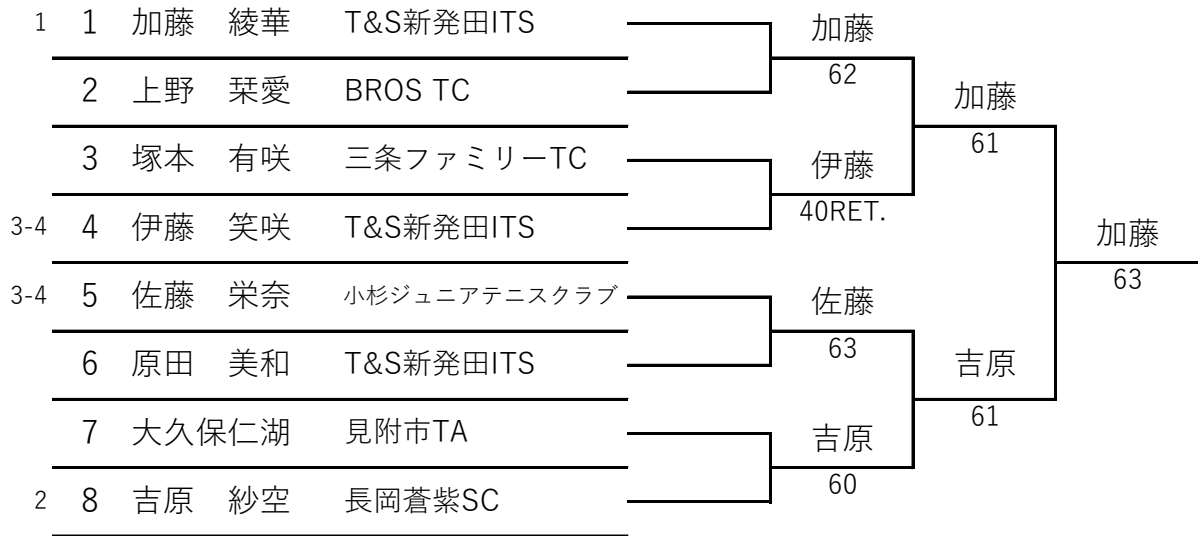 1 1 加藤 綾華 T&S新発田ITS
加藤
62
2 上野 栞愛 BROS TC
加藤
61
3 塚本 有咲 三条ファミリーTC
伊藤
40RET.
3-4 4 伊藤 笑咲 T&S新発田ITS
加藤
63
3-4 5 佐藤 栄奈 小杉ジュニアテニスクラブ
佐藤
63
6 原田 美和 T&S新発田ITS
吉原
61
7 大久保仁湖 見附市TA
吉原
60
2 8 吉原 紗空 長岡蒼紫SC